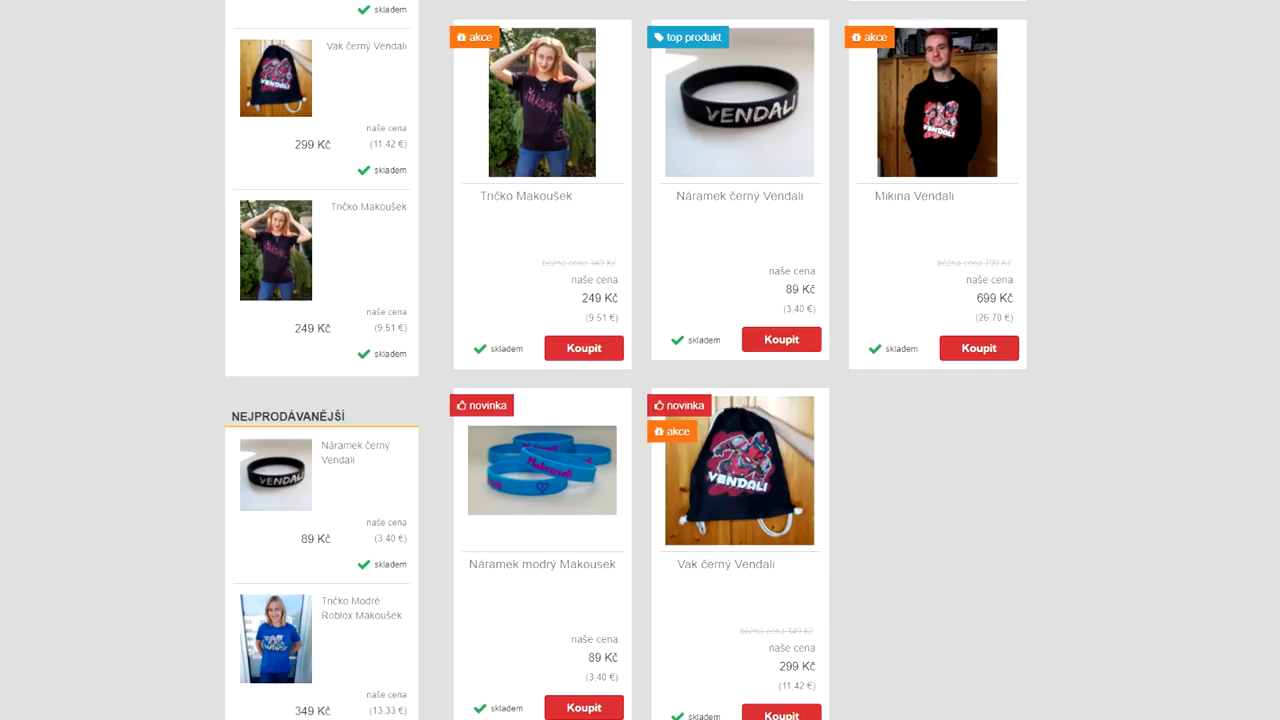 skladem
Vak černý Vendali
VENDALI
naše cena
299 Kč (11.42 €)
skladem
Tričko Makoušek
naše cena
249 Kč (9,51 €)
skladem
NEJPRODÁVANĚJŠÍ
Náramek černý
Vendali
VENDALI
naše cena
89 Kč (3.40 €)
skladem
Tričko Modré
Roblox Makoušek
naše cena
349 Kč (13.33 €)
akce
Tričko Makoušek
běžná cena 349 Kč
naše cena
249 Kč
(9,51 €)
skladem Koupit
top produkt
VENDALI
Náramek černý Vendali
naše cena
89 Kč
(3.40 €)
skladem Koupit
akce
VENDALI
Mikina Vendali
běžná cena 799 Kč
naše cena
699 Kč
(26.70 €)
skladem Koupit
novinka
Makousek
Náramek modrý Makousek
naše cena
89 Kč
(3,40 €)
skladem Koupit
novinka
akce
VENDALI
Vak černý Vendali
běžná cena 349 Kč
naše cena
299 Kč
(11.42 €)
skladem Koupit